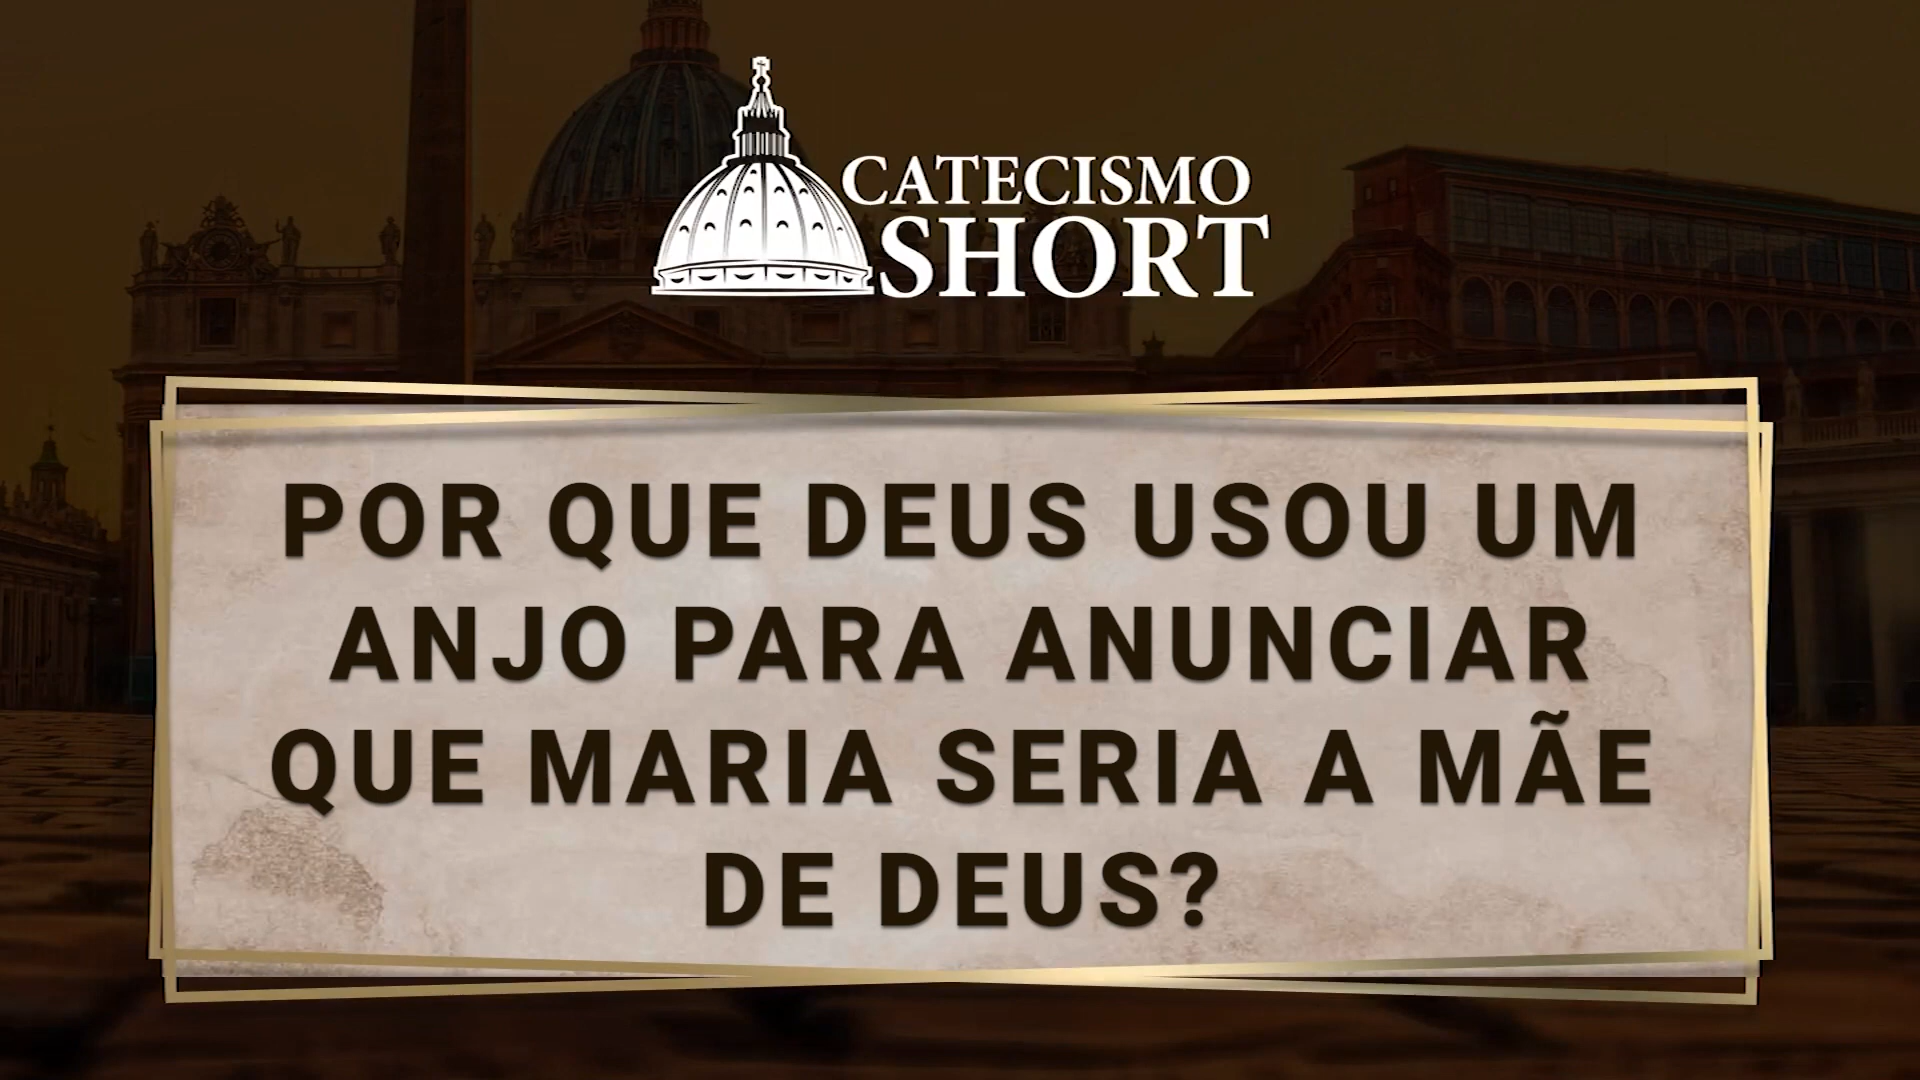 CATECISMO
SHORT
POR QUE DEUS USOU UM
ANJO PARA ANUNCIAR
QUE MARIA SERIA A MÃE
DE DEUS?